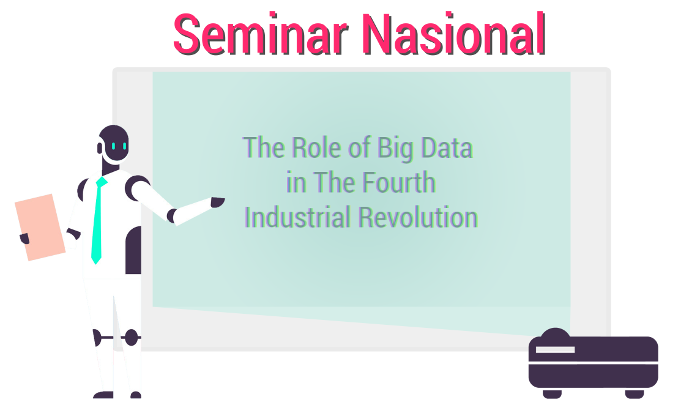 Seminar Nasional
The Role of Big Data
in The Fourth
Industrial Revolution